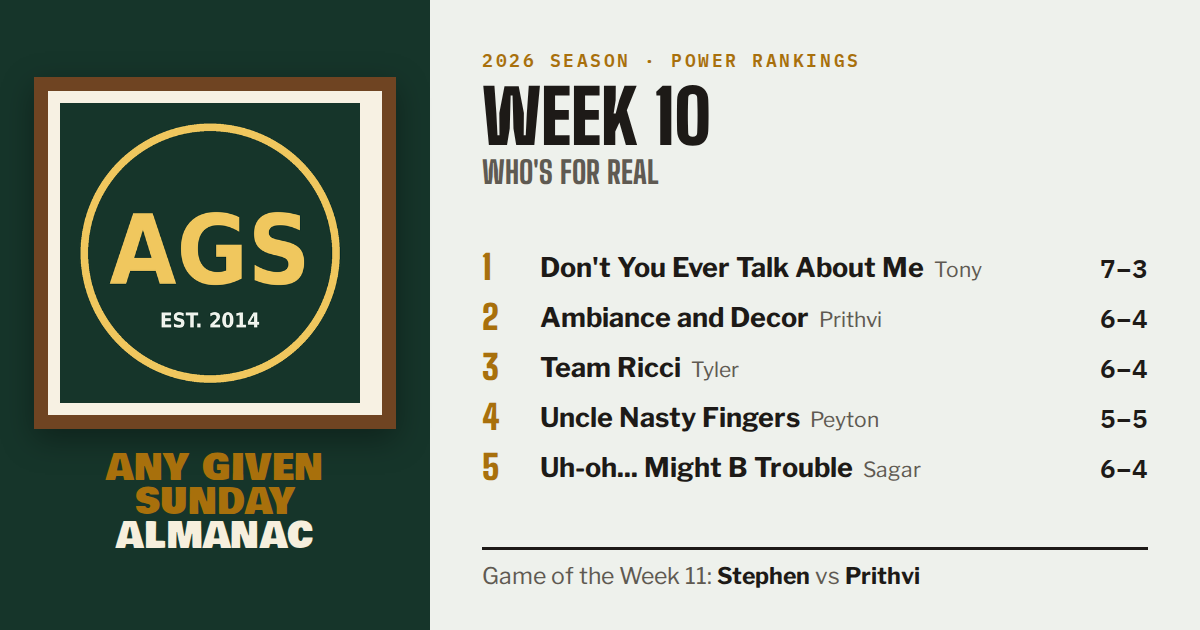 AGS
EST. 2014
ANY GIVEN
SUNDAY
ALMANAC
2026 SEASON · POWER RANKINGS
WEEK 10
WHO'S FOR REAL
1 Don't You Ever Talk About Me Tony 7–3
2 Ambiance and Decor Prithvi 6–4
3 Team Ricci Tyler 6–4
4 Uncle Nasty Fingers Peyton 5–5
5 Uh-oh... Might B Trouble Sagar 6–4
Game of the Week 11: Stephen vs Prithvi